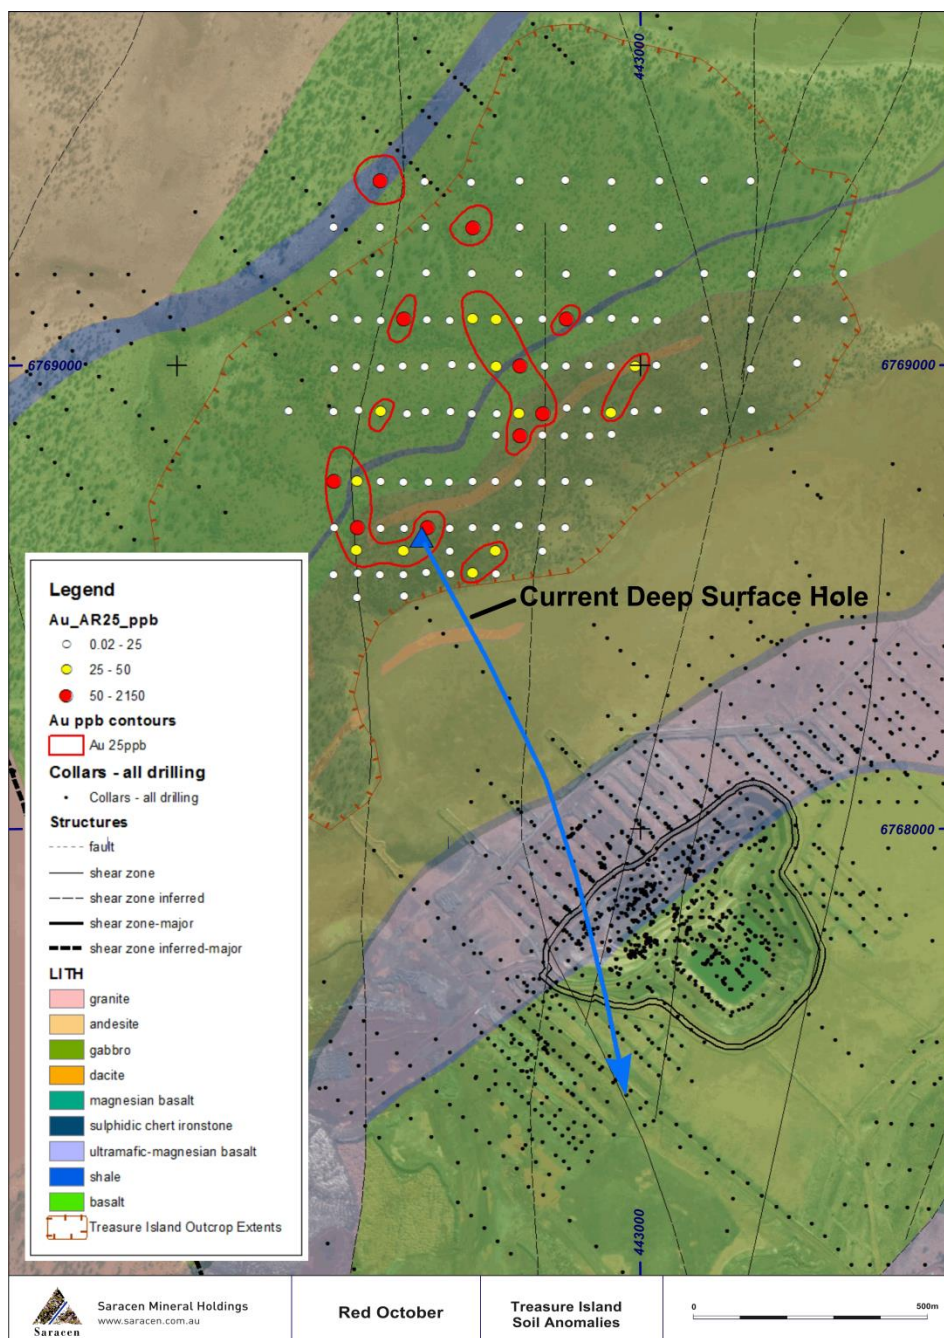 443000
6769000
6769000
Current Deep Surface Hole
6768000
443000
Legend
Au_AR25_ppb
0.02 - 25
25 - 50
50 - 2150
Au ppb contours
Au 25ppb
Collars - all drilling
Collars - all drilling
Structures
fault
shear zone
shear zone inferred
shear zone-major
shear zone inferred-major
LITH
granite
andesite
gabbro
dacite
magnesian basalt
sulphidic chert ironstone
ultramafic-magnesian basalt
shale
basalt
Treasure Island Outcrop Extents
Saracen
Saracen Mineral Holdings
www.saracen.com.au
Red October
Treasure Island
Soil Anomalies
0
500m